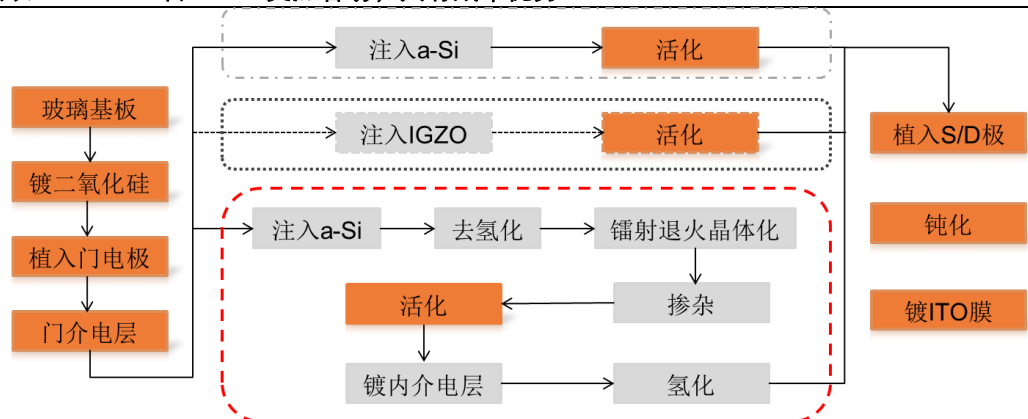 玻璃基板
镀二氧化硅
植入门电极
门介电层
注入a-Si
活化
注入IGZO
活化
注入a-Si
去氢化
镭射退火晶体化
掺杂
活化
镀内介电层
氢化
植入S/D极
钝化
镀ITO膜